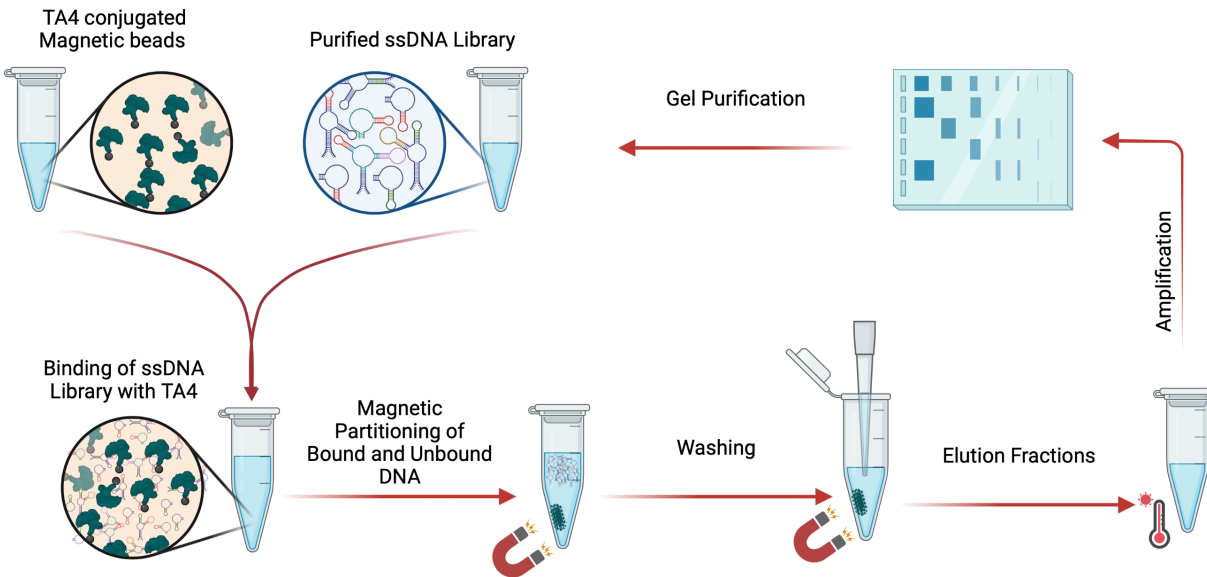 TA4 conjugated
Magnetic beads
Purified ssDNA Library
Gel Purification
Amplification
Binding of ssDNA
Library with TA4
Magnetic
Partitioning of
Bound and Unbound
DNA
Washing
Elution Fractions